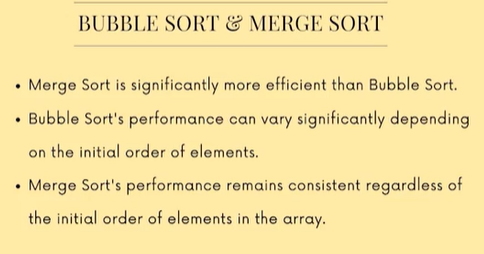 BUBBLE SORT & MERGE SORT
• Merge Sort is significantly more efficient than Bubble Sort.
• Bubble Sort's performance can vary significantly depending
on the initial order of elements.
• Merge Sort's performance remains consistent regardless of
the initial order of elements in the array.